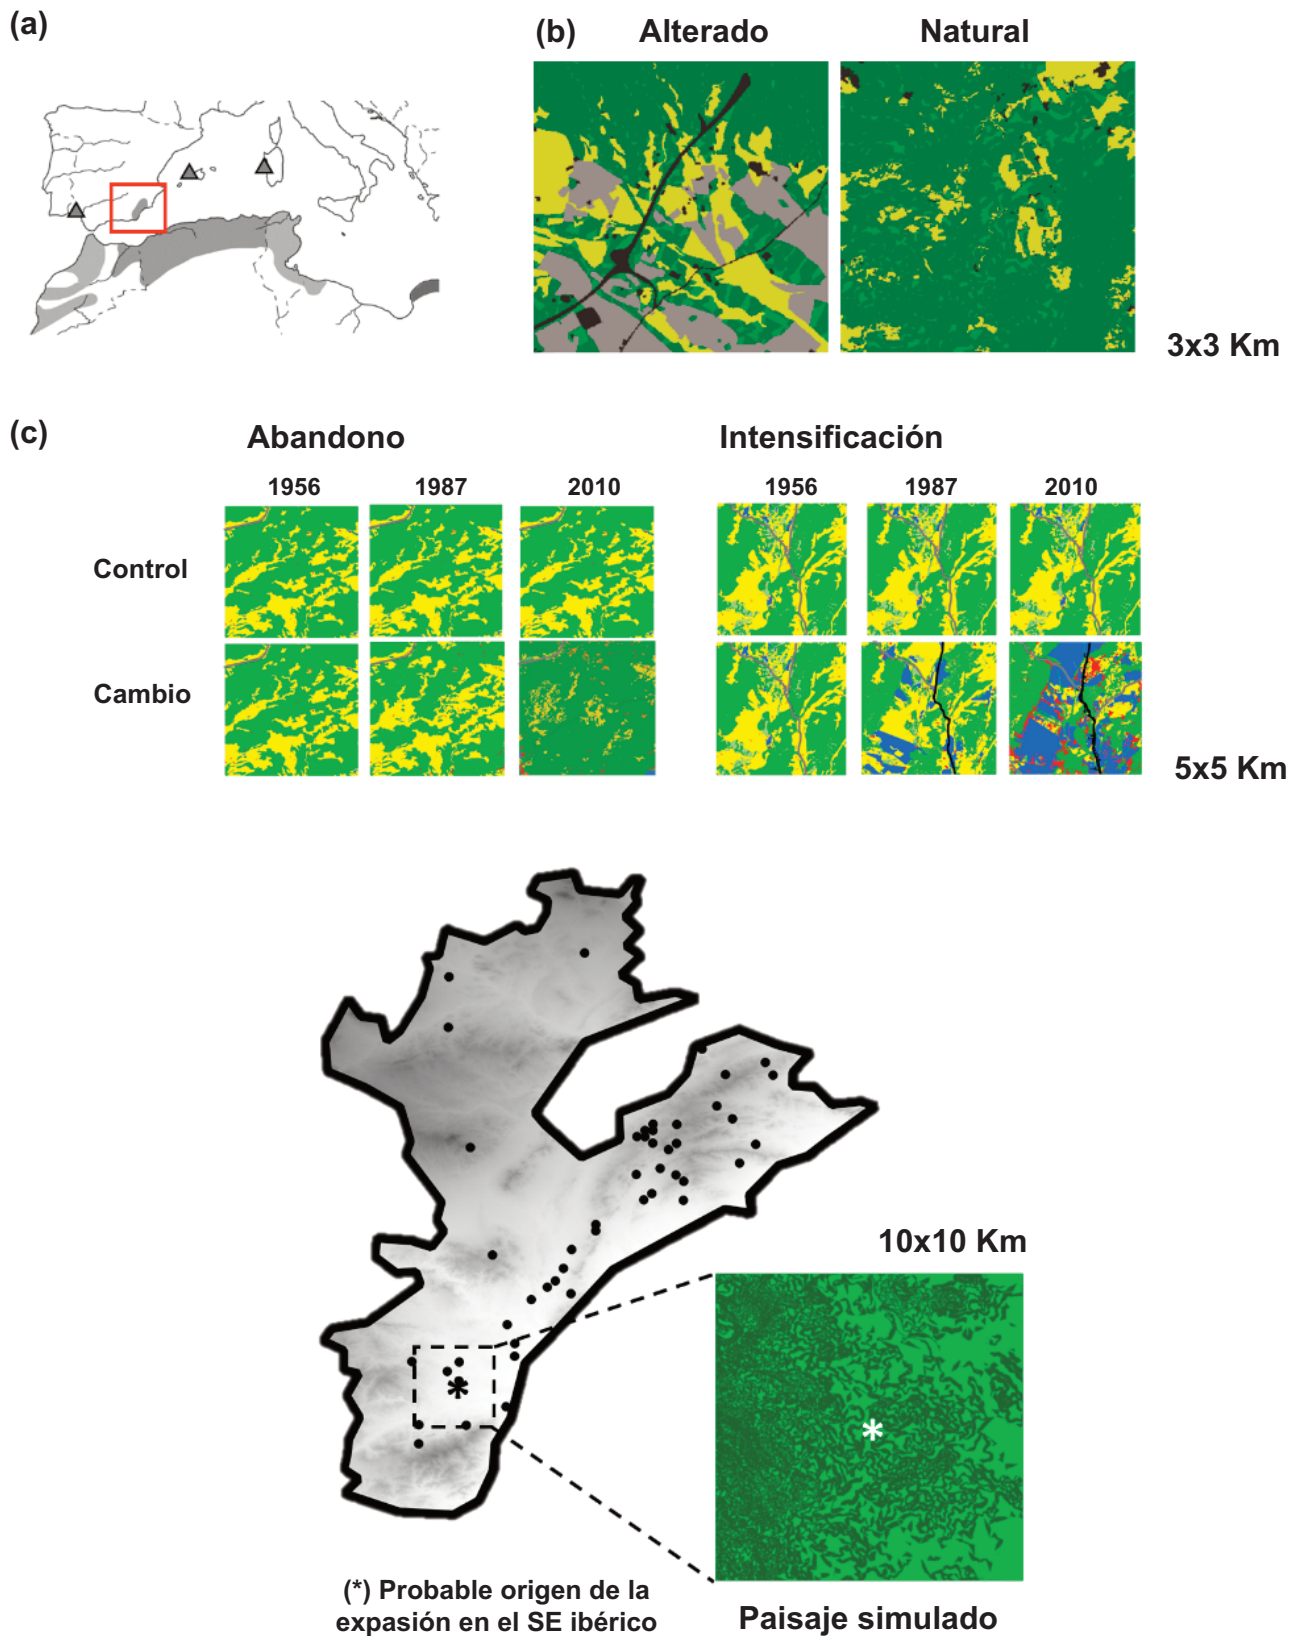 (a)
(b) Alterado Natural
3x3 Km
(c) Abandono Intensificación
1956 1987 2010 1956 1987 2010
Control
Cambio
5x5 Km
10x10 Km
*
*
(*) Probable origen de la
expasión en el SE ibérico
Paisaje simulado